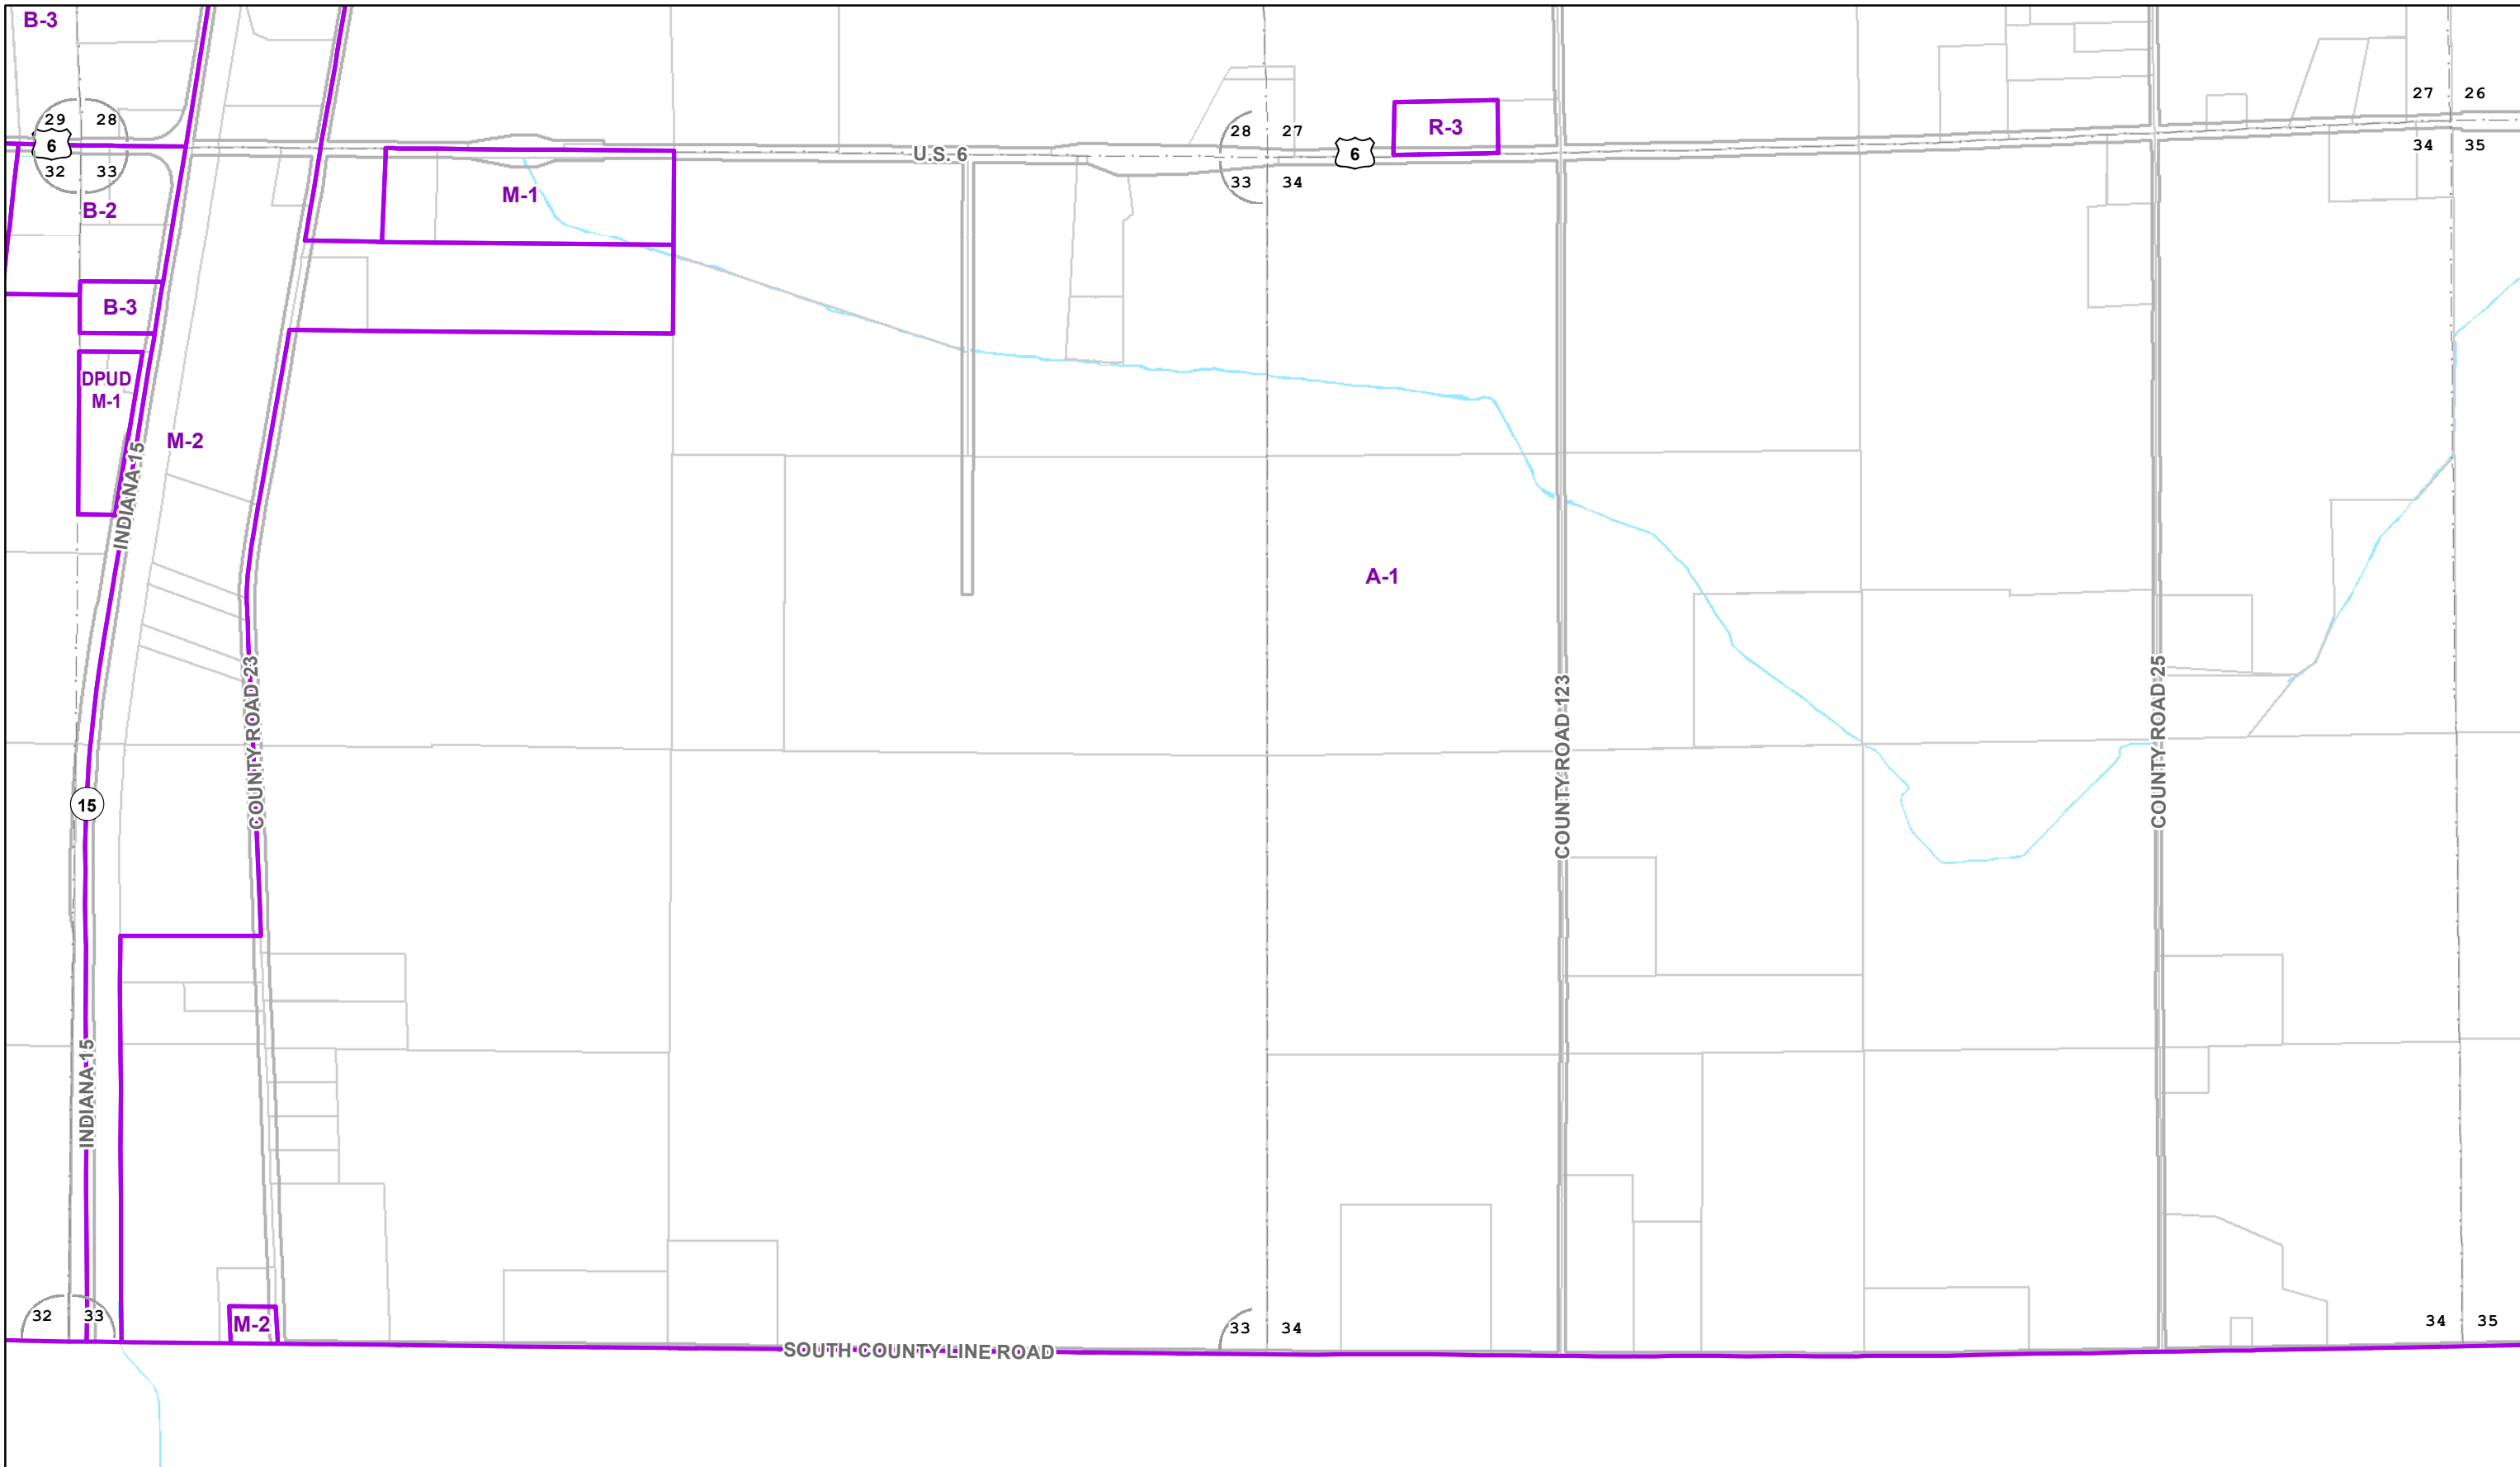 B-3
27 26
29 28
28 27
R-3
6
U.S. 6
6
34 35
32 33
33 34
M-1
B-2
B-3
DPUD
M-1
M-2
INDIANA 15
A-1
COUNTY ROAD 23
COUNTY ROAD 123
COUNTY ROAD 25
15
INDIANA 15
32 33
M-2
33 34
34 35
SOUTH COUNTY LINE ROAD